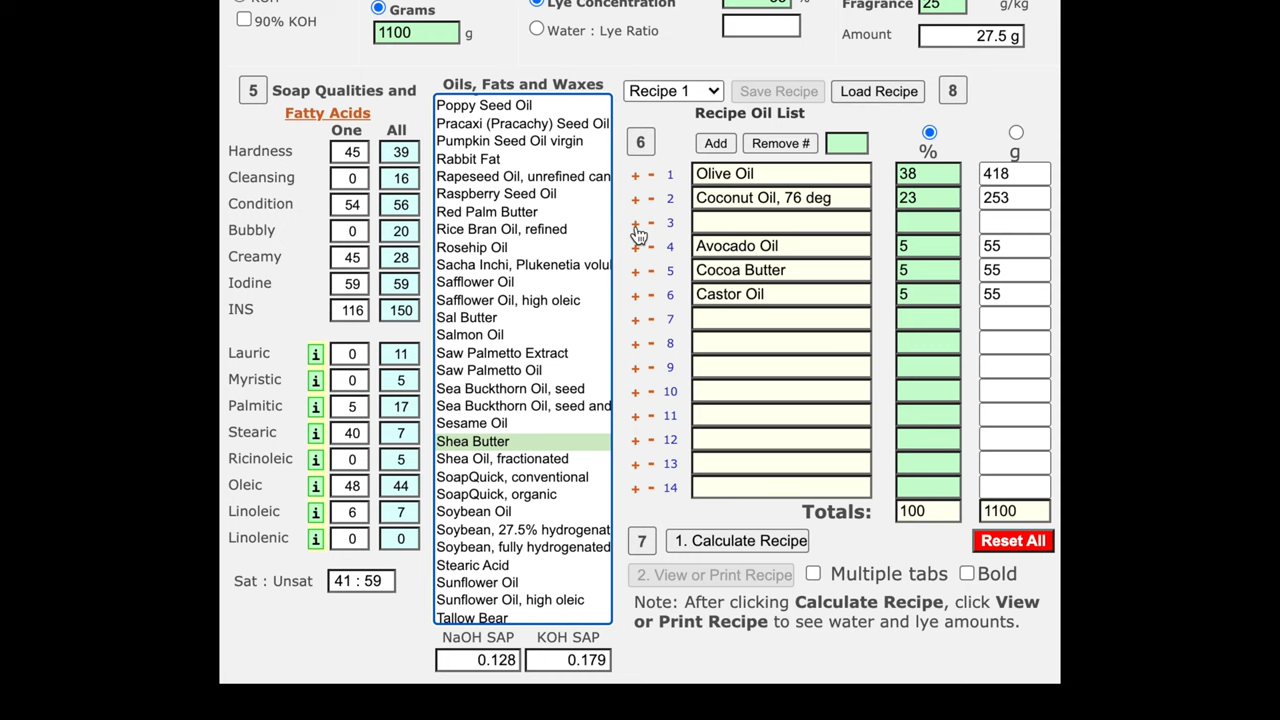 KOH
90% KOH
Grams
1100 g
Lye Concentration
%
Water : Lye Ratio
Fragrance 25 g/kg
Amount 27.5 g
5 Soap Qualities and
Fatty Acids
One All
Hardness 45 39
Cleansing 0 16
Condition 54 56
Bubbly 0 20
Creamy 45 28
Iodine 59 59
INS 116 150
Lauric i 0 11
Myristic i 0 5
Palmitic i 5 17
Stearic i 40 7
Ricinoleic i 0 5
Oleic i 48 44
Linoleic i 6 7
Linolenic i 0 0
Sat : Unsat 41 : 59
Oils, Fats and Waxes
Poppy Seed Oil
Pracaxi (Pracachy) Seed Oil
Pumpkin Seed Oil virgin
Rabbit Fat
Rapeseed Oil, unrefined can
Raspberry Seed Oil
Red Palm Butter
Rice Bran Oil, refined
Rosehip Oil
Sacha Inchi, Plukenetia volul
Safflower Oil
Safflower Oil, high oleic
Sal Butter
Salmon Oil
Saw Palmetto Extract
Saw Palmetto Oil
Sea Buckthorn Oil, seed
Sea Buckthorn Oil, seed and
Sesame Oil
Shea Butter
Shea Oil, fractionated
SoapQuick, conventional
SoapQuick, organic
Soybean Oil
Soybean, 27.5% hydrogenat
Soybean, fully hydrogenated
Stearic Acid
Sunflower Oil
Sunflower Oil, high oleic
Tallow Bear
NaOH SAP KOH SAP
0.128 0.179
Recipe 1 Save Recipe Load Recipe 8
Recipe Oil List
6 Add Remove #
% g
+ - 1 Olive Oil 38 418
+ - 2 Coconut Oil, 76 deg 23 253
+ - 3
+ - 4 Avocado Oil 5 55
+ - 5 Cocoa Butter 5 55
+ - 6 Castor Oil 5 55
+ - 7
+ - 8
+ - 9
+ - 10
+ - 11
+ - 12
+ - 13
+ - 14
Totals: 100 1100
7 1. Calculate Recipe Reset All
2. View or Print Recipe Multiple tabs Bold
Note: After clicking Calculate Recipe, click View
or Print Recipe to see water and lye amounts.